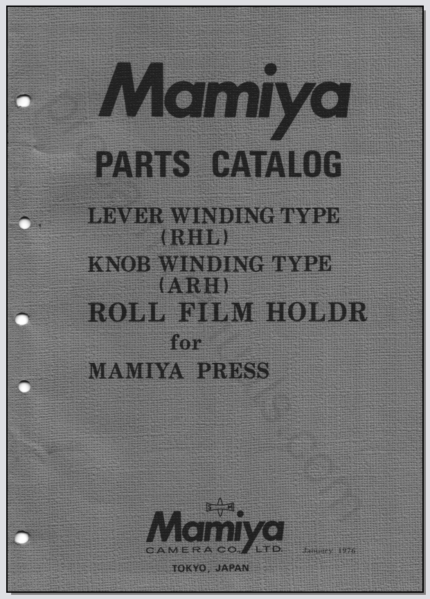 Mamiya
PARTS CATALOG
LEVER WINDING TYPE
(RHL)
KNOB WINDING TYPE
(ARH)
ROLL FILM HOLDR
for
MAMIYA PRESS
Mamiya
CAMERA CO., LTD.
January 1976
TOKYO, JAPAN